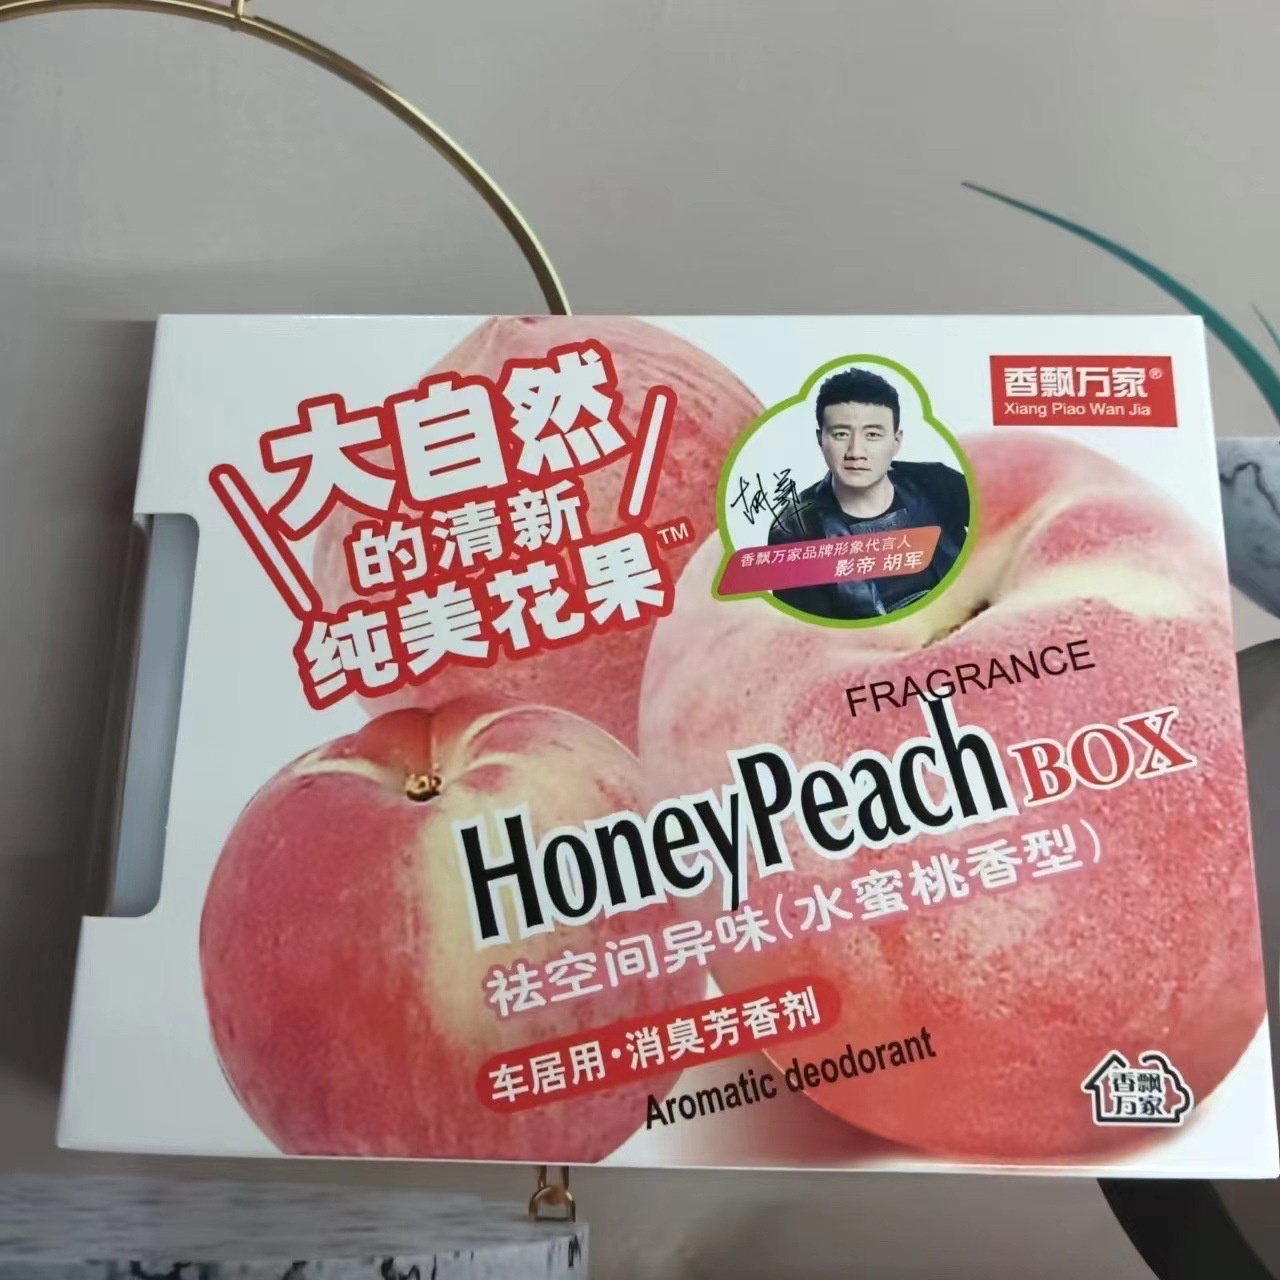 大自然
的清新
纯美花果™
胡军
香飘万家品牌形象代言人
影帝 胡军
香飘万家®
Xiang Piao Wan Jia
FRAGRANCE
HoneyPeach BOX
祛空间异味(水蜜桃香型)
车居用·消臭芳香剂
Aromatic deodorant
香飘
万家